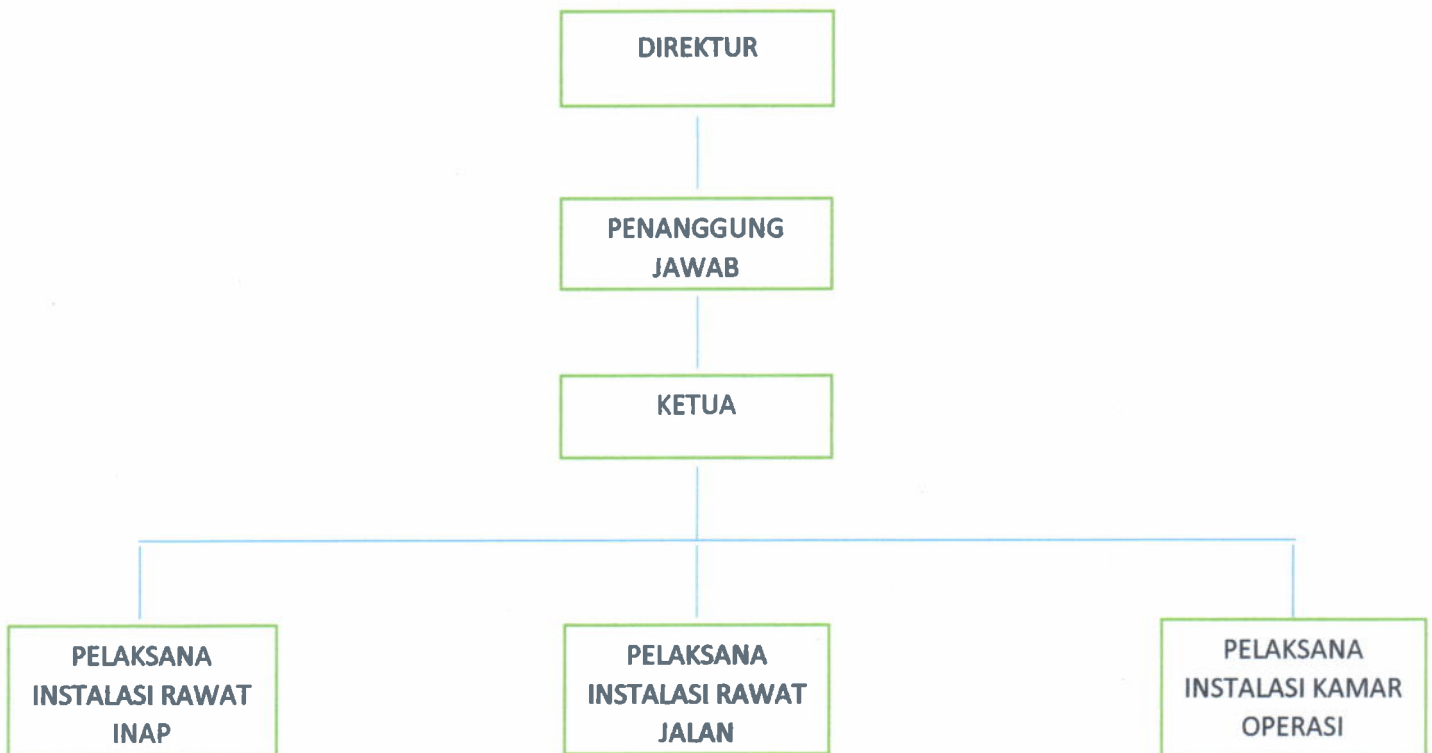 DIREKTUR
PENANGGUNG
JAWAB
KETUA
PELAKSANA
INSTALASI RAWAT
INAP
PELAKSANA
INSTALASI RAWAT
JALAN
PELAKSANA
INSTALASI KAMAR
OPERASI